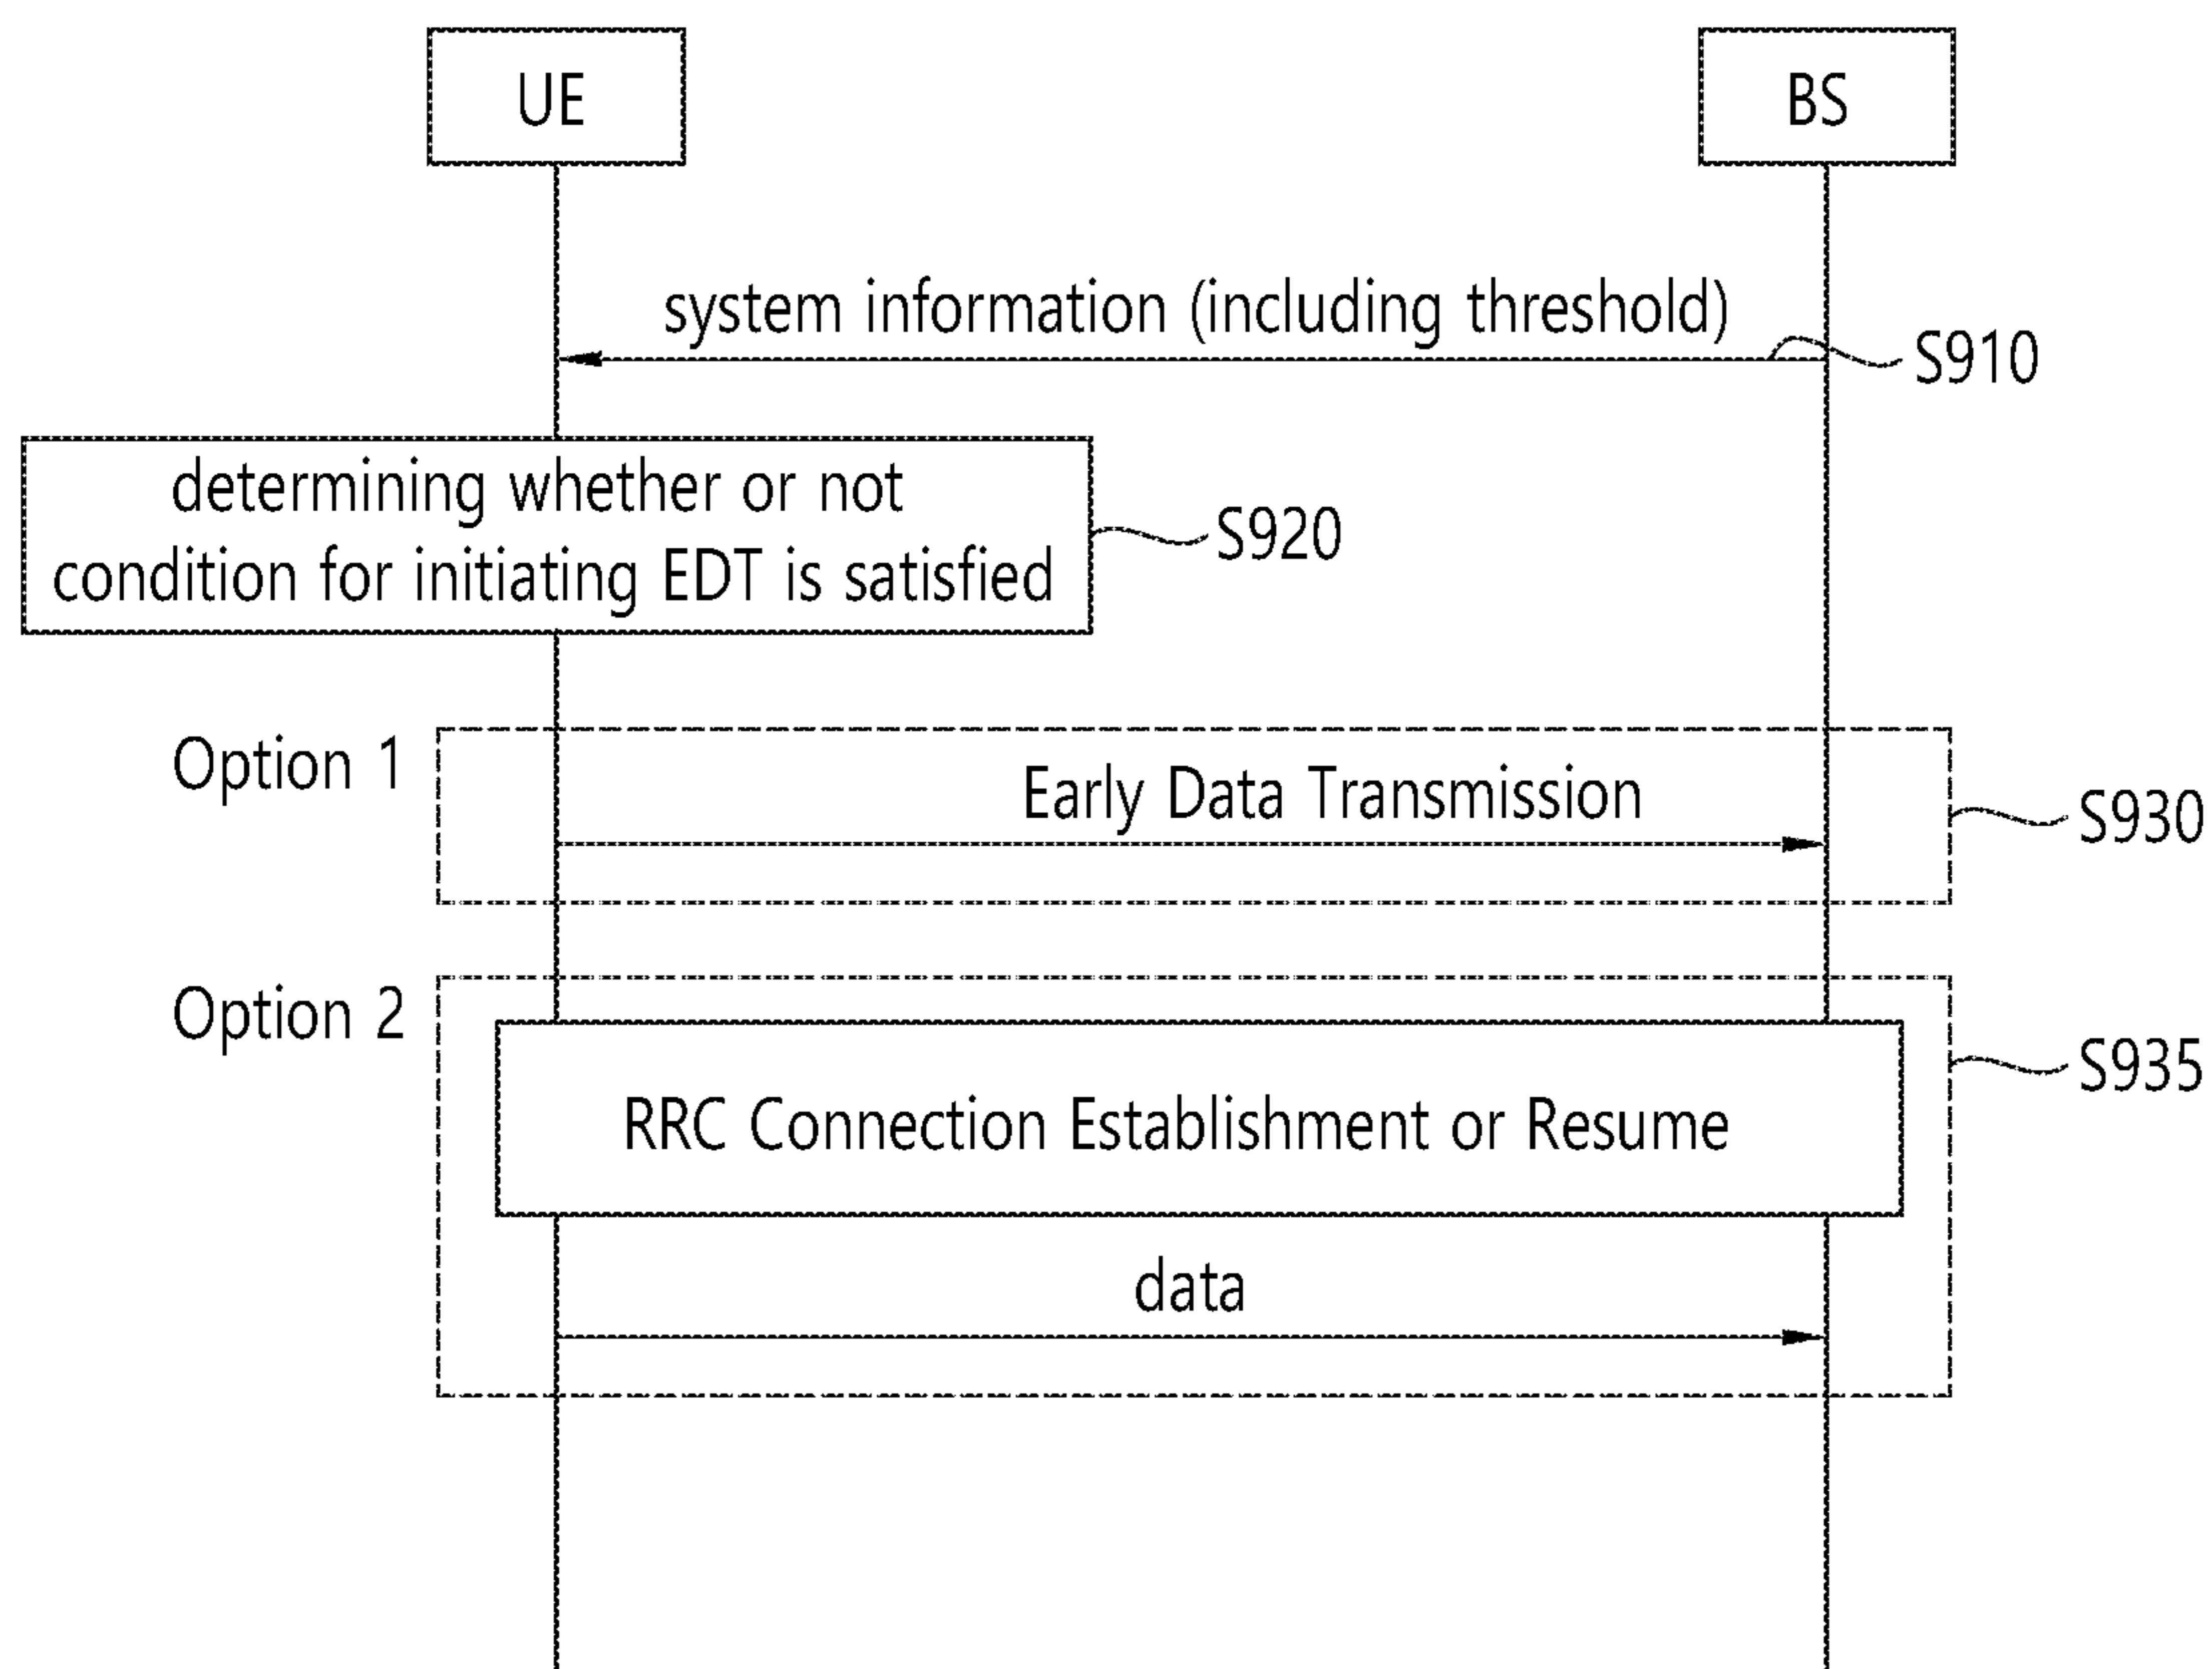 UE
BS
system information (including threshold)
S910
determining whether or not
condition for initiating EDT is satisfied
S920
Option 1
Early Data Transmission
S930
Option 2
RRC Connection Establishment or Resume
S935
data